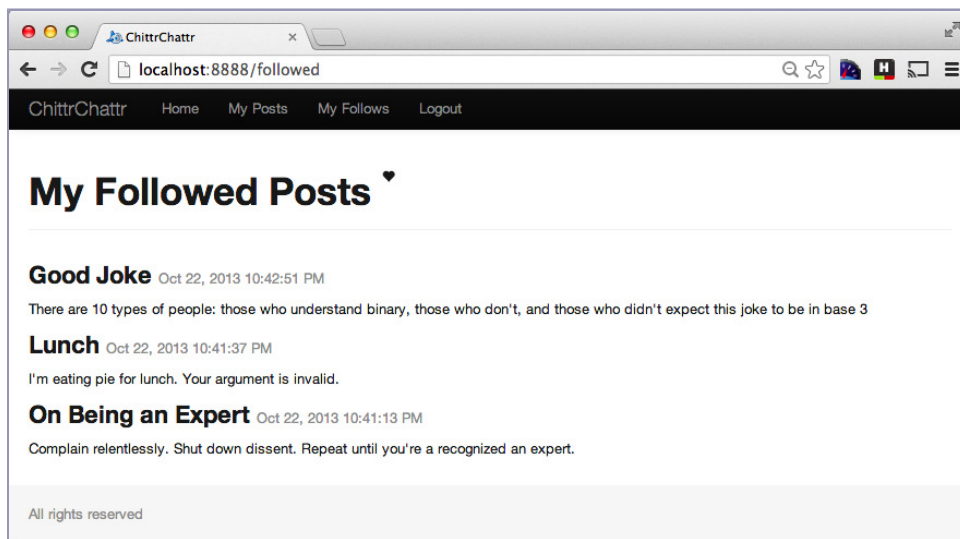 ChittrChattr
localhost:8888/followed
H
ChittrChattr Home My Posts My Follows Logout
My Followed Posts
Good Joke Oct 22, 2013 10:42:51 PM
There are 10 types of people: those who understand binary, those who don't, and those who didn't expect this joke to be in base 3
Lunch Oct 22, 2013 10:41:37 PM
I'm eating pie for lunch. Your argument is invalid.
On Being an Expert Oct 22, 2013 10:41:13 PM
Complain relentlessly. Shut down dissent. Repeat until you're a recognized an expert.
All rights reserved